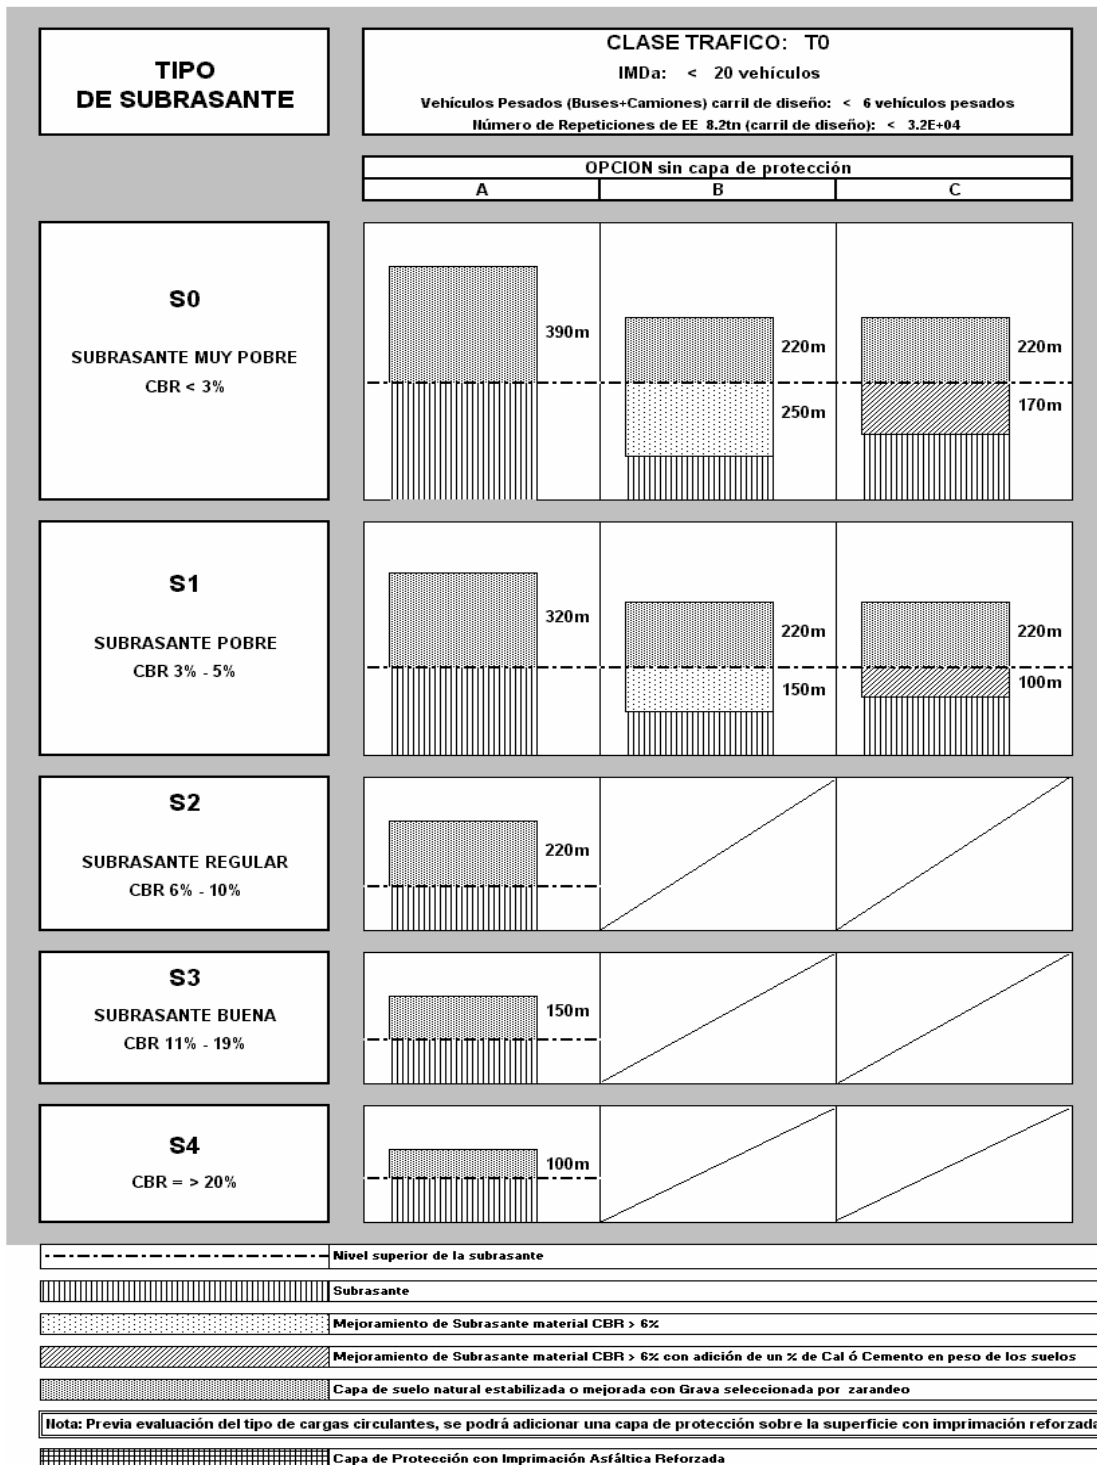 TIPO
DE SUBRASANTE
CLASE TRAFICO: T0
IMDa: < 20 vehículos
Vehículos Pesados (Buses+Camiones) carril de diseño: < 6 vehículos pesados
Número de Repeticiones de EE 8.2tn (carril de diseño): < 3.2E+04
OPCION sin capa de protección
A B C
S0
SUBRASANTE MUY POBRE
CBR < 3%
390m
220m
250m
220m
170m
S1
SUBRASANTE POBRE
CBR 3% - 5%
320m
220m
150m
220m
100m
S2
SUBRASANTE REGULAR
CBR 6% - 10%
220m
S3
SUBRASANTE BUENA
CBR 11% - 19%
150m
S4
CBR = > 20%
100m
Nivel superior de la subrasante
Subrasante
Mejoramiento de Subrasante material CBR > 6%
Mejoramiento de Subrasante material CBR > 6% con adición de un % de Cal ó Cemento en peso de los suelos
Capa de suelo natural estabilizada o mejorada con Grava seleccionada por zarandeo
Nota: Previa evaluación del tipo de cargas circulantes, se podrá adicionar una capa de protección sobre la superficie con imprimación reforzada
Capa de Protección con Imprimación Asfáltica Reforzada